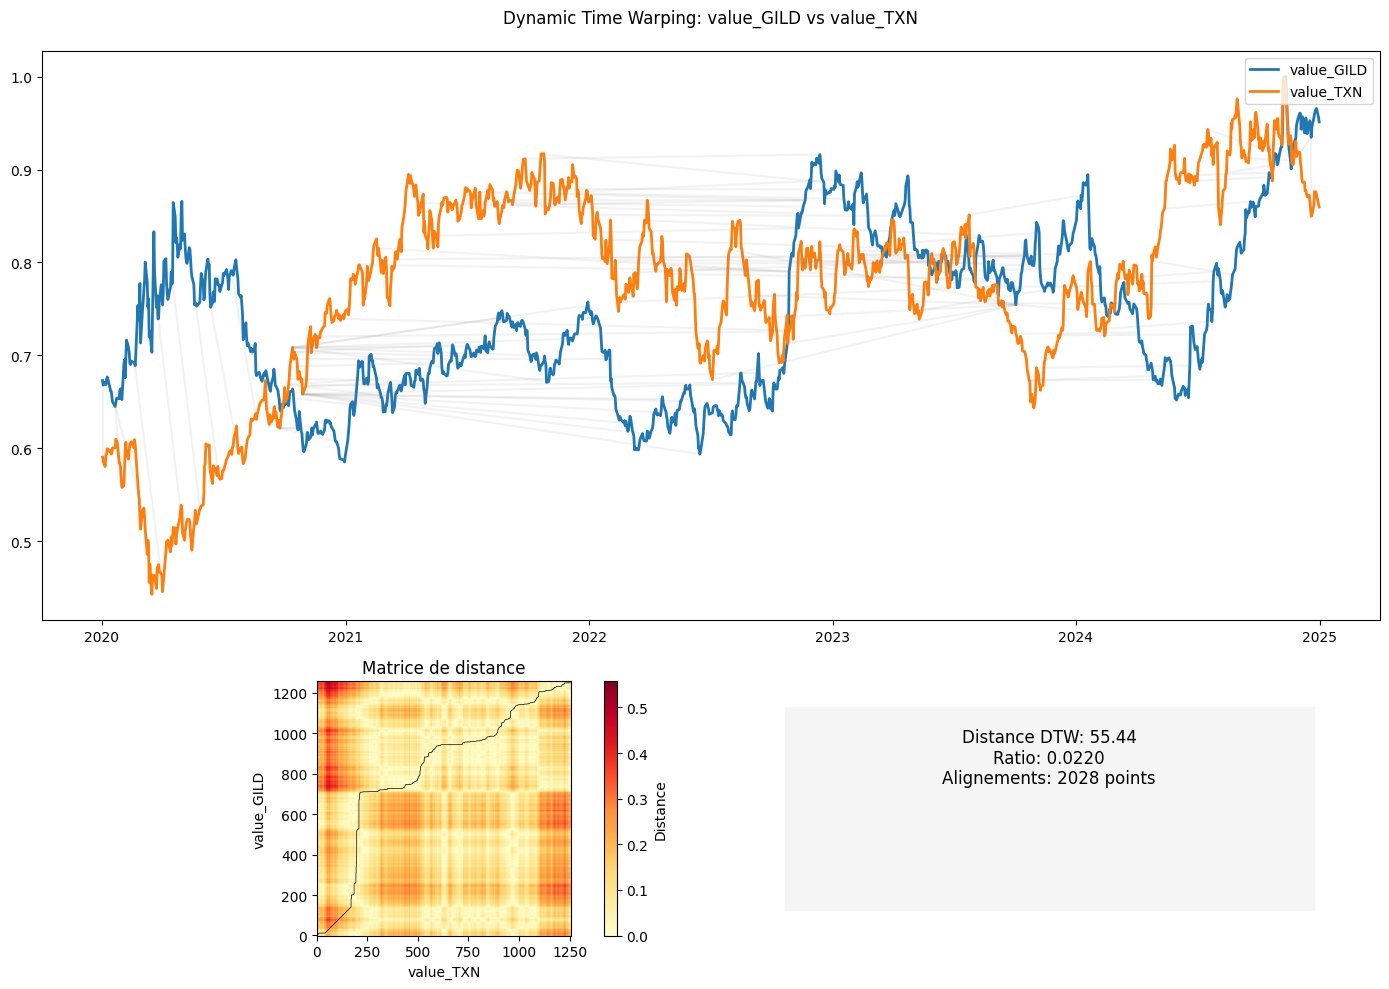 Dynamic Time Warping: value_GILD vs value_TXN
1.0
0.9
0.8
0.7
0.6
0.5
value_GILD
value_TXN
2020 2021 2022 2023 2024 2025
Matrice de distance
1200
1000
800
600
400
200
0
value_GILD
0 250 500 750 1000 1250
value_TXN
0.5
0.4
0.3
0.2
0.1
0.0
Distance
Distance DTW: 55.44
Ratio: 0.0220
Alignements: 2028 points